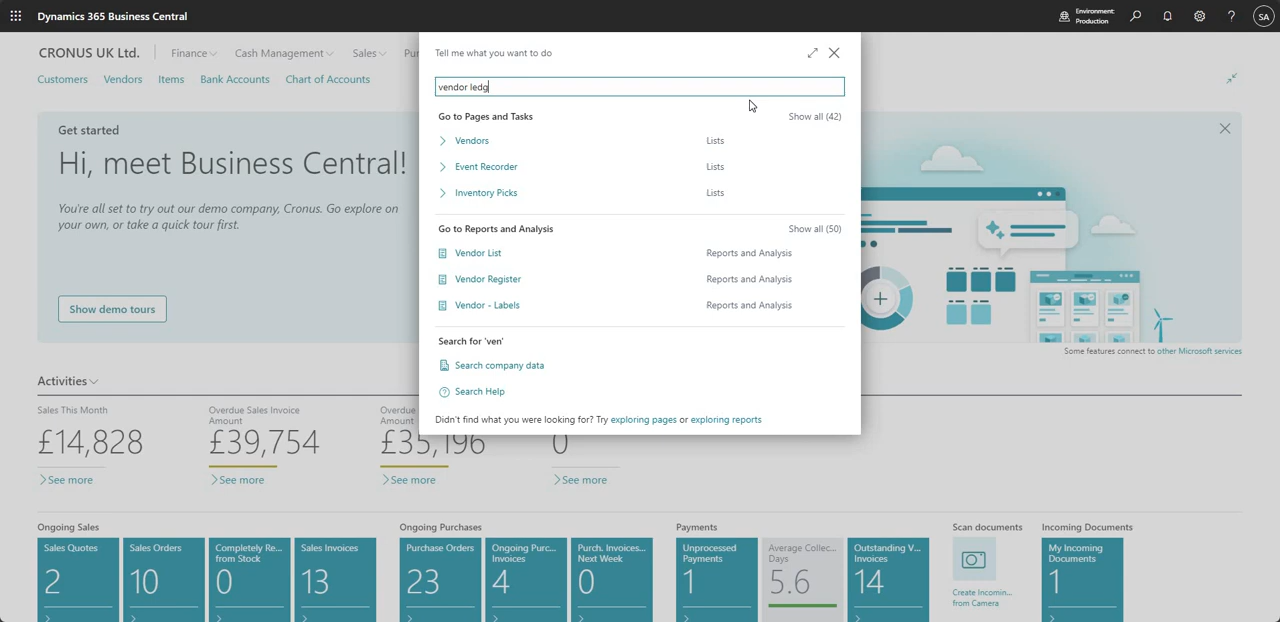 Dynamics 365 Business Central
Environment:
Production
SA
CRONUS UK Ltd.
Finance
Cash Management
Sales
Customers
Vendors
Items
Bank Accounts
Chart of Accounts
Tell me what you want to do
vendor ledg
Go to Pages and Tasks
Show all (42)
Vendors
Lists
Event Recorder
Lists
Inventory Picks
Lists
Go to Reports and Analysis
Show all (50)
Vendor List
Reports and Analysis
Vendor Register
Reports and Analysis
Vendor - Labels
Reports and Analysis
Search for 'ven'
Search company data
Search Help
Didn't find what you were looking for? Try exploring pages or exploring reports
Get started
Hi, meet Business Central!
You're all set to try out our demo company, Cronus. Go explore on
your own, or take a quick tour first.
Show demo tours
Some features connect to other Microsoft services
Activities
Sales This Month
£14,828
See more
Overdue Sales Invoice
Amount
£39,754
See more
Overdue
Amount
£35,196
See more
0
See more
Ongoing Sales
Sales Quotes
2
Sales Orders
10
Completely Re...
from Stock
0
Sales Invoices
13
Ongoing Purchases
Purchase Orders
23
Ongoing Purc...
Invoices
4
Purch. Invoices...
Next Week
0
Payments
Unprocessed
Payments
1
Average Collec...
Days
5.6
Outstanding V...
Invoices
14
Scan documents
Create Incomin...
from Camera
Incoming Documents
My Incoming
Documents
1